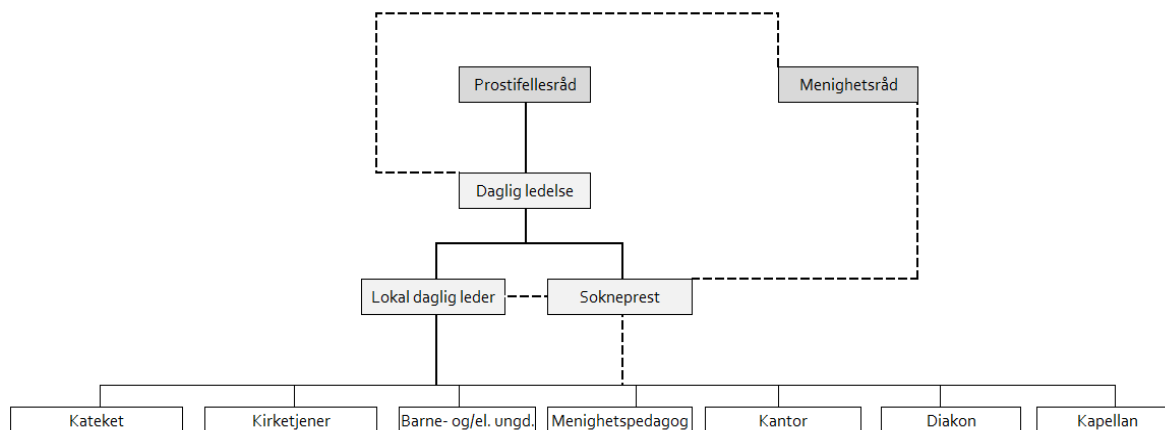 Prostifellesråd
Menighetsråd
Daglig ledelse
Lokal daglig leder
Sokneprest
Kateket
Kirketjener
Barne- og/el. ungd.
Menighetspedagog
Kantor
Diakon
Kapellan